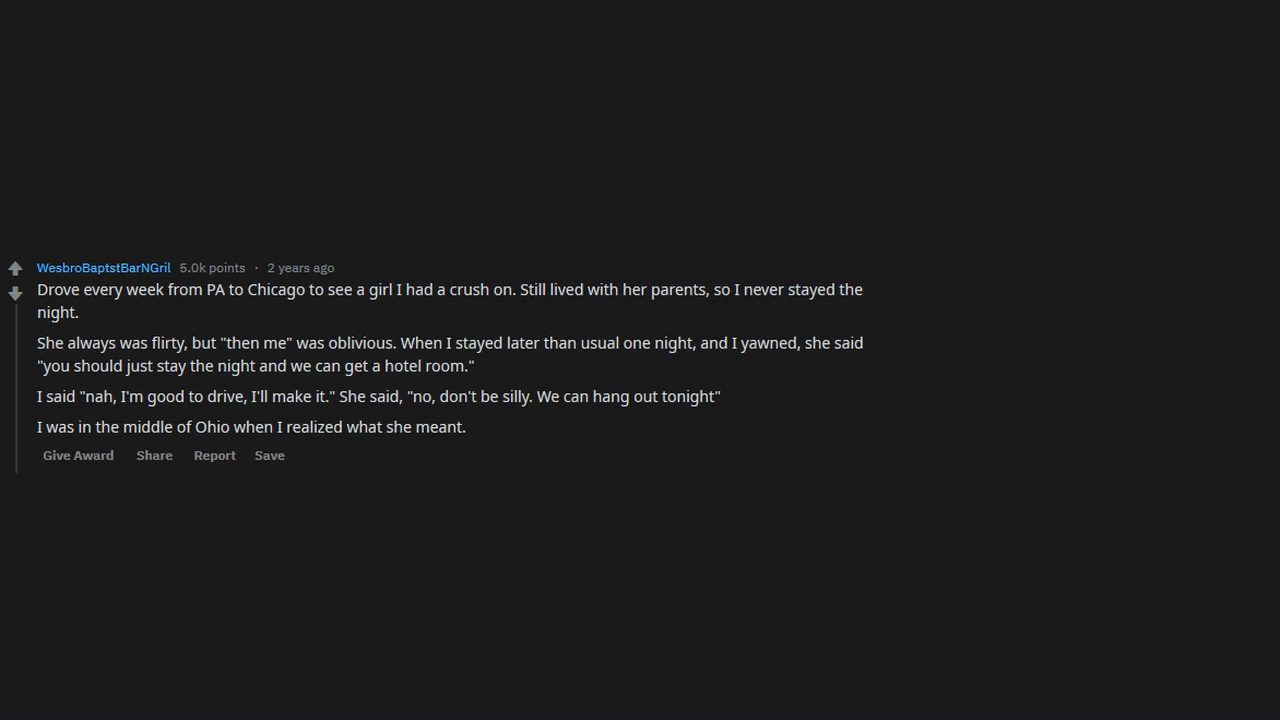 WesbroBaptstBarNGril 5.0k points · 2 years ago
Drove every week from PA to Chicago to see a girl I had a crush on. Still lived with her parents, so I never stayed the
night.
She always was flirty, but "then me" was oblivious. When I stayed later than usual one night, and I yawned, she said
"you should just stay the night and we can get a hotel room."
I said "nah, I'm good to drive, I'll make it." She said, "no, don't be silly. We can hang out tonight"
I was in the middle of Ohio when I realized what she meant.
Give Award Share Report Save